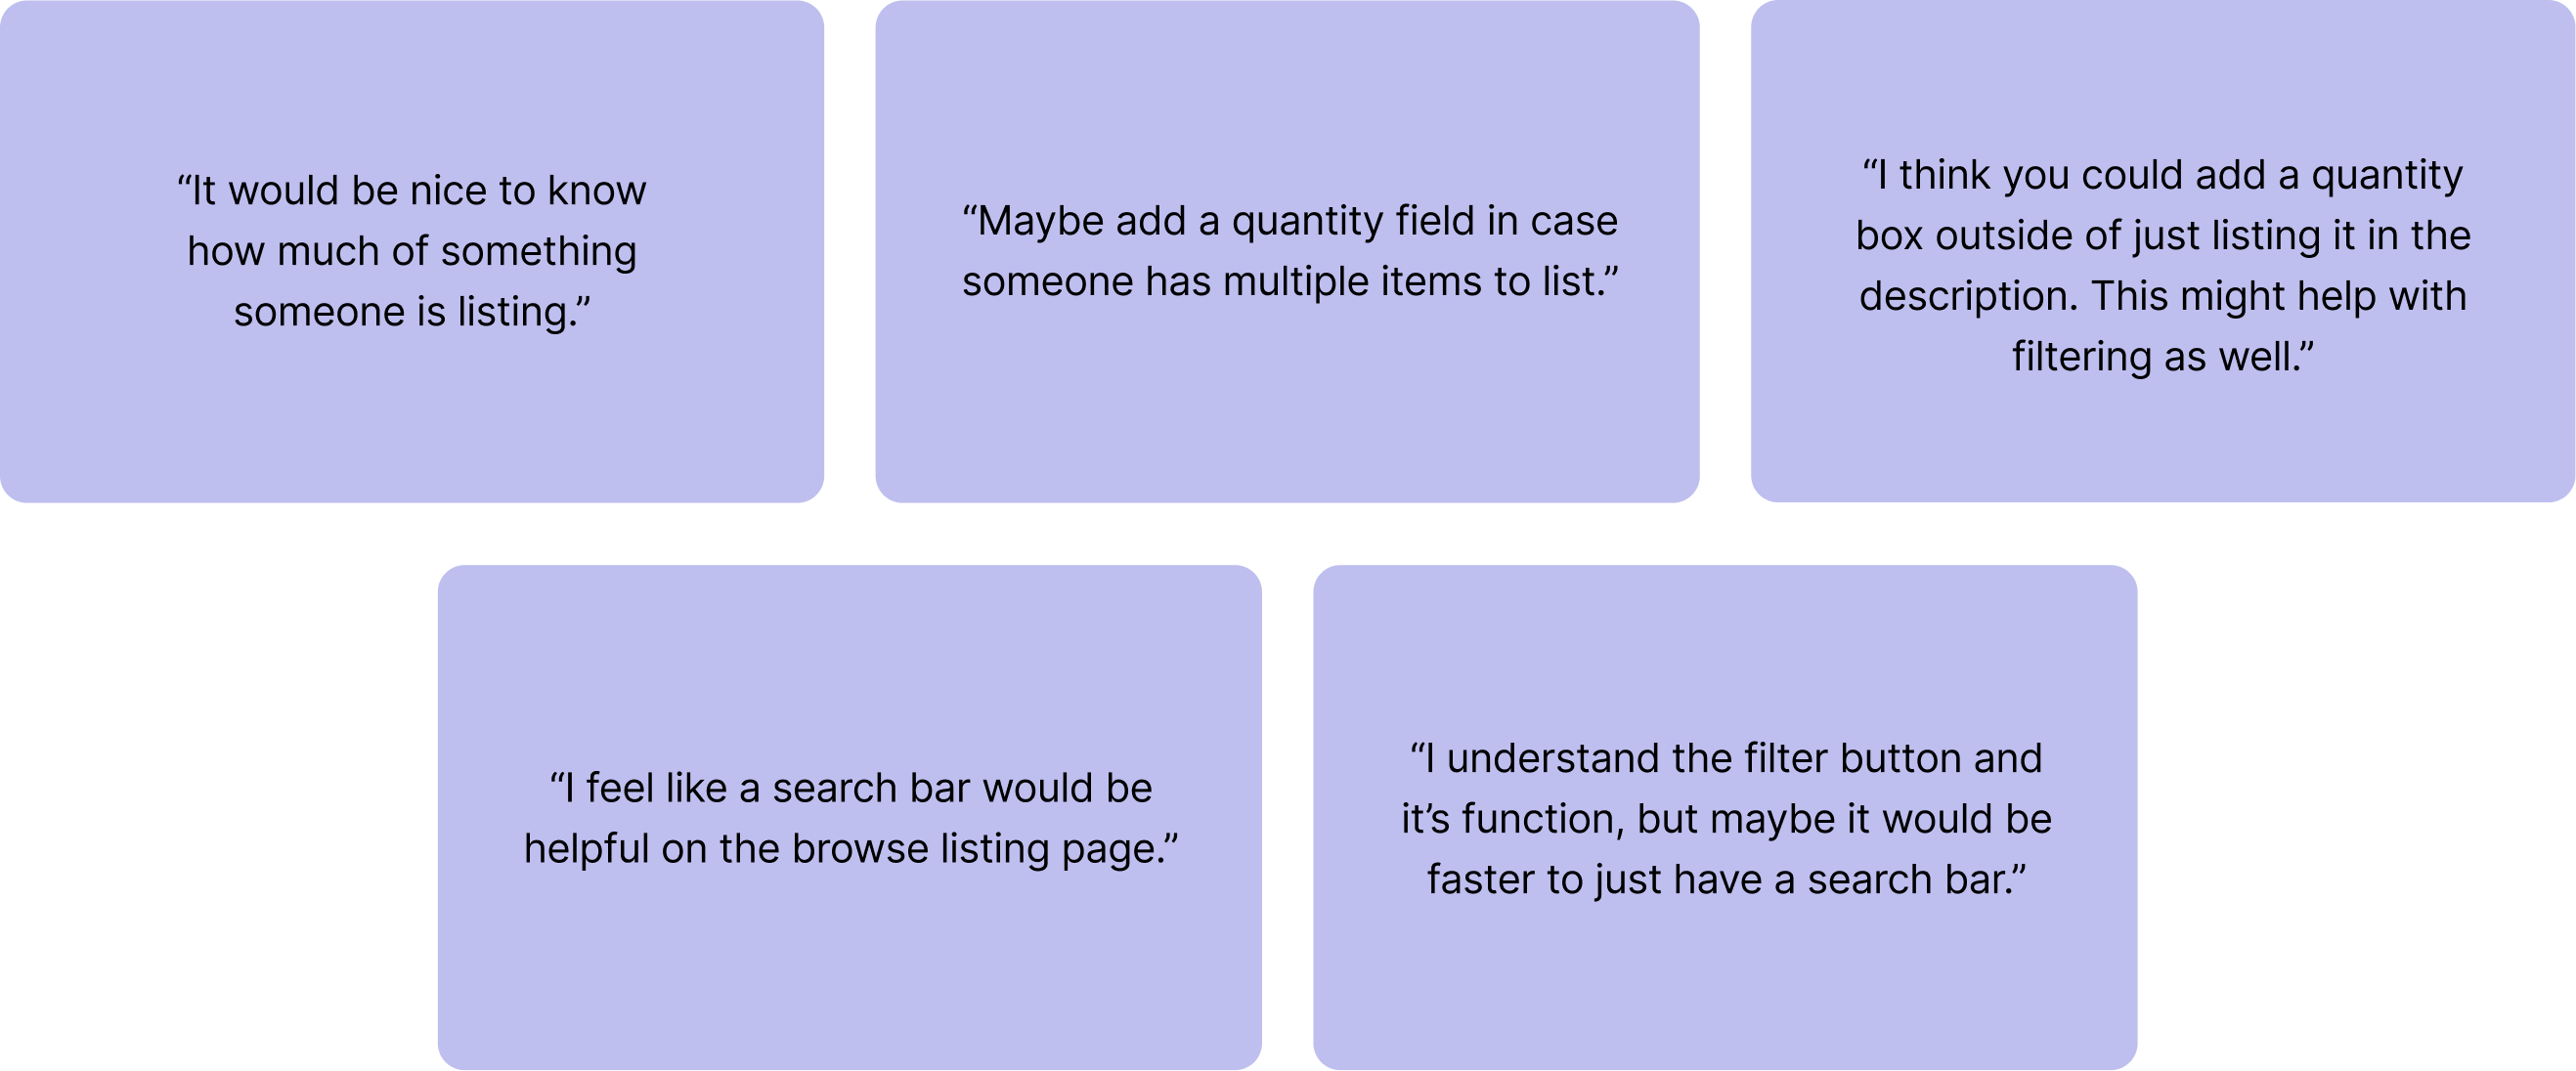 “It would be nice to know
how much of something
someone is listing.”
“Maybe add a quantity field in case
someone has multiple items to list.”
“I think you could add a quantity
box outside of just listing it in the
description. This might help with
filtering as well.”
“I feel like a search bar would be
helpful on the browse listing page.”
“I understand the filter button and
it’s function, but maybe it would be
faster to just have a search bar.”